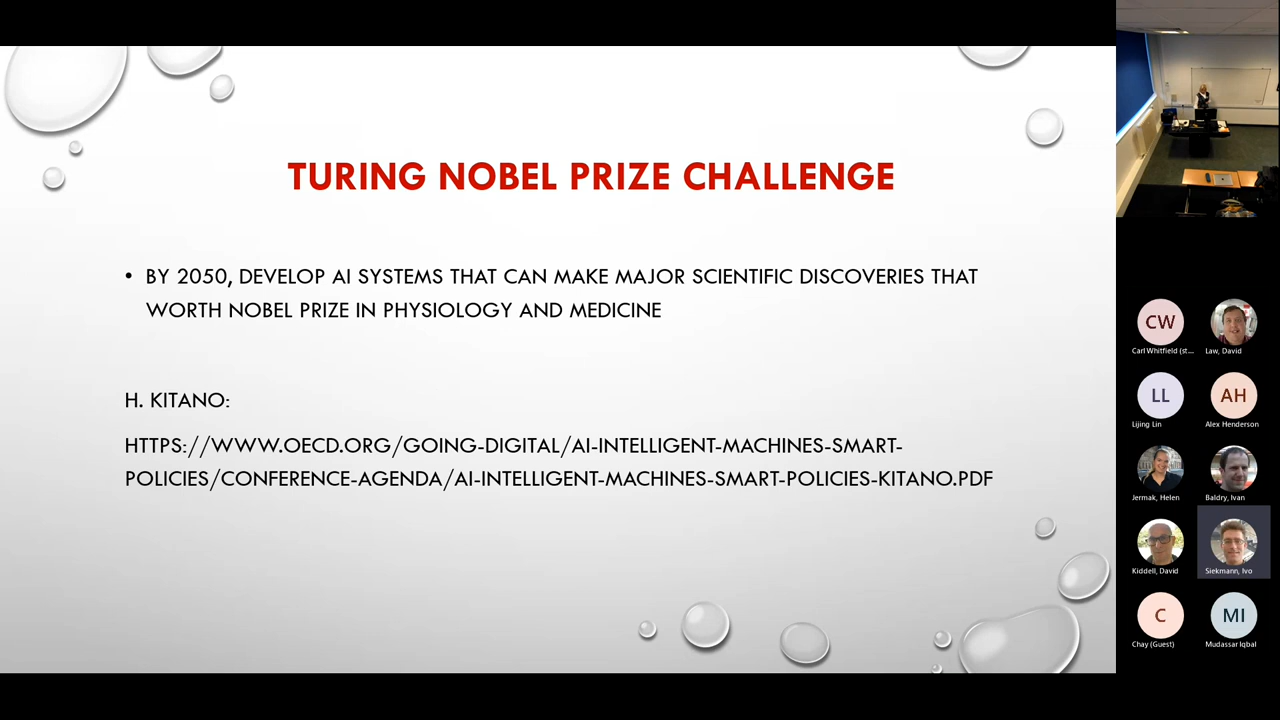 TURING NOBEL PRIZE CHALLENGE
• BY 2050, DEVELOP AI SYSTEMS THAT CAN MAKE MAJOR SCIENTIFIC DISCOVERIES THAT
WORTH NOBEL PRIZE IN PHYSIOLOGY AND MEDICINE
H. KITANO:
HTTPS://WWW.OECD.ORG/GOING-DIGITAL/AI-INTELLIGENT-MACHINES-SMART-
POLICIES/CONFERENCE-AGENDA/AI-INTELLIGENT-MACHINES-SMART-POLICIES-KITANO.PDF
CW
Carl Whitfield (st...
Law, David
LL
Lijing Lin
AH
Alex Henderson
Jermak, Helen
Baldry, Ivan
Kiddell, David
Siekmann, Ivo
C
Chay (Guest)
MI
Mudassar Iqbal